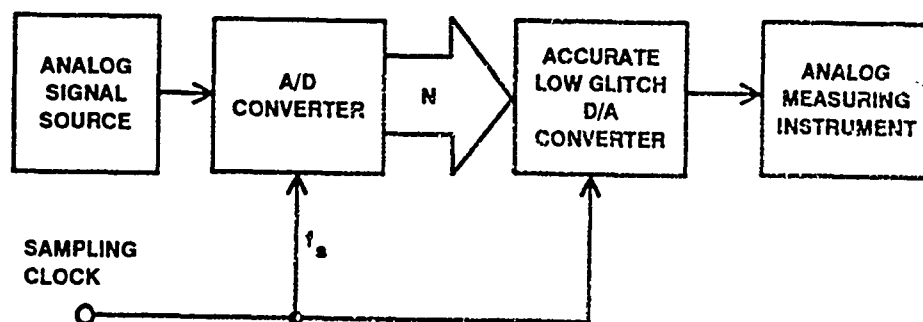 ANALOG
SIGNAL
SOURCE
A/D
CONVERTER
N
ACCURATE
LOW GLITCH
D/A
CONVERTER
ANALOG
MEASURING
INSTRUMENT
fs
SAMPLING
CLOCK